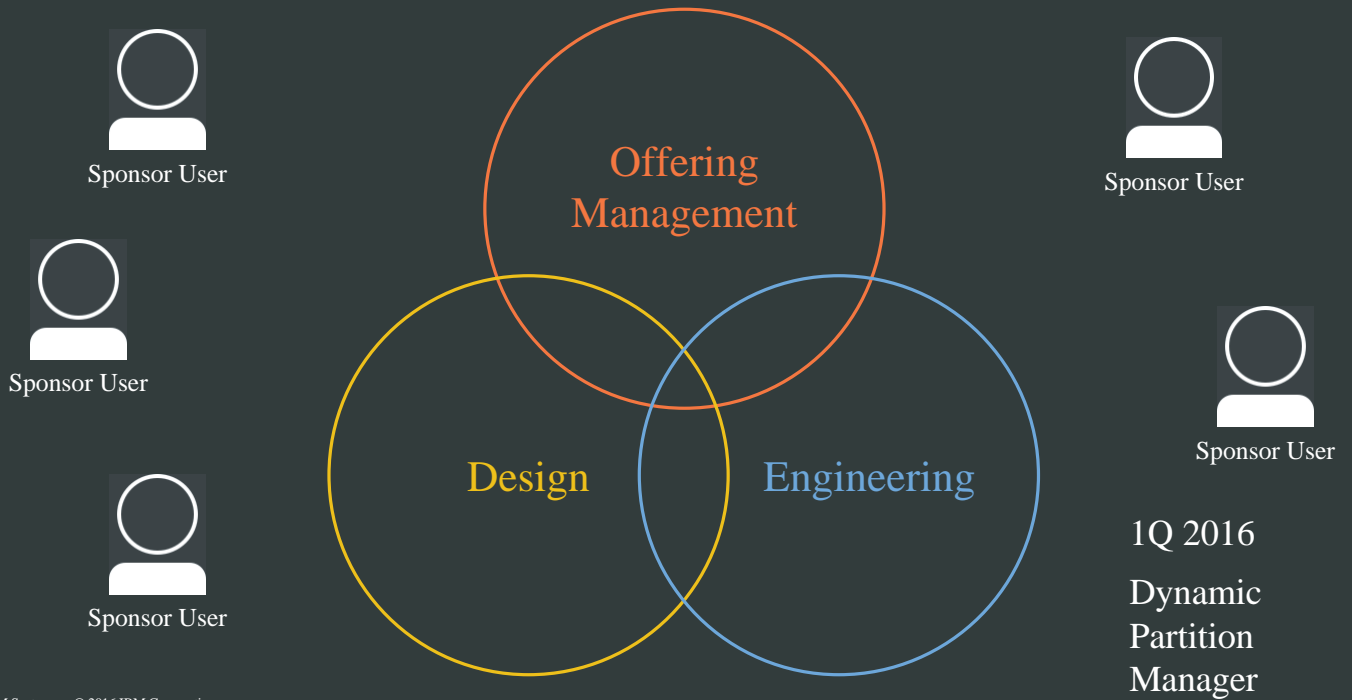 Sponsor User
Sponsor User
Offering
Management
Sponsor User
Sponsor User
Design
Engineering
Sponsor User
1Q 2016
Dynamic
Partition
Manager